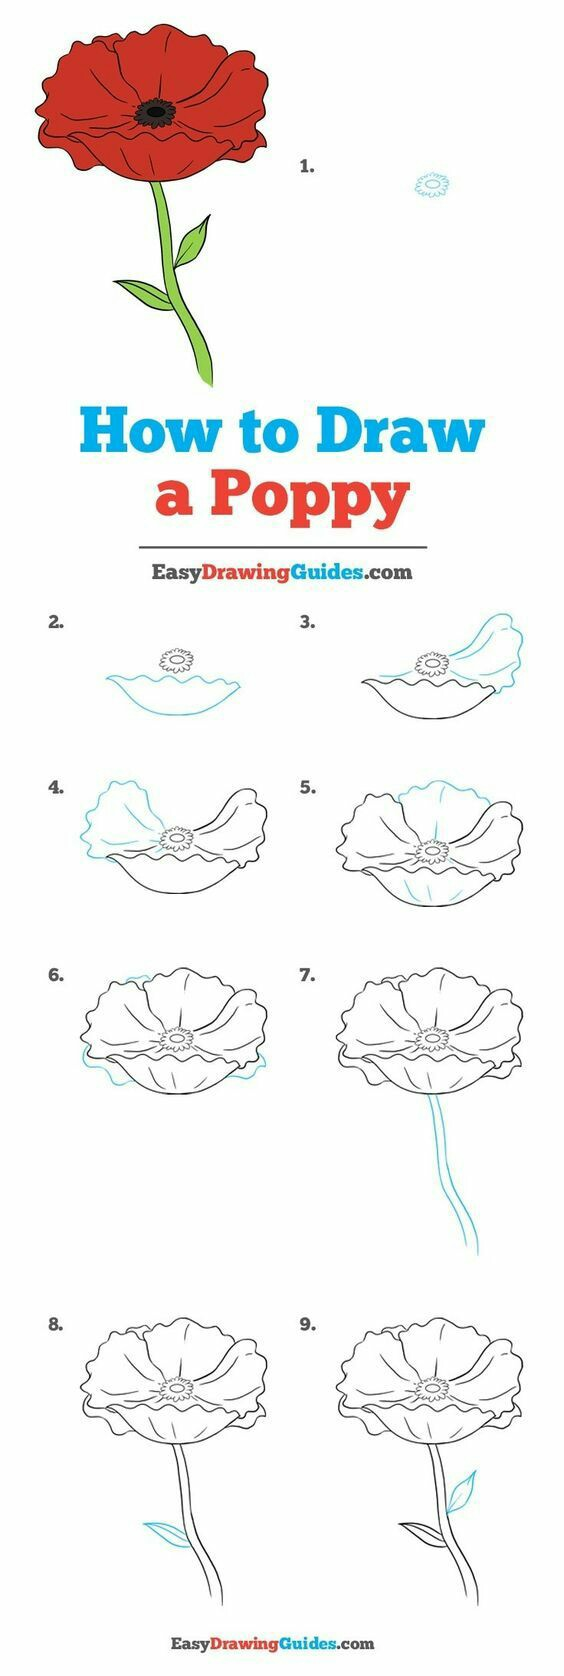 1.
How to Draw
a Poppy
EasyDrawingGuides.com
2.
3.
4.
5.
6.
7.
8.
9.
EasyDrawingGuides.com